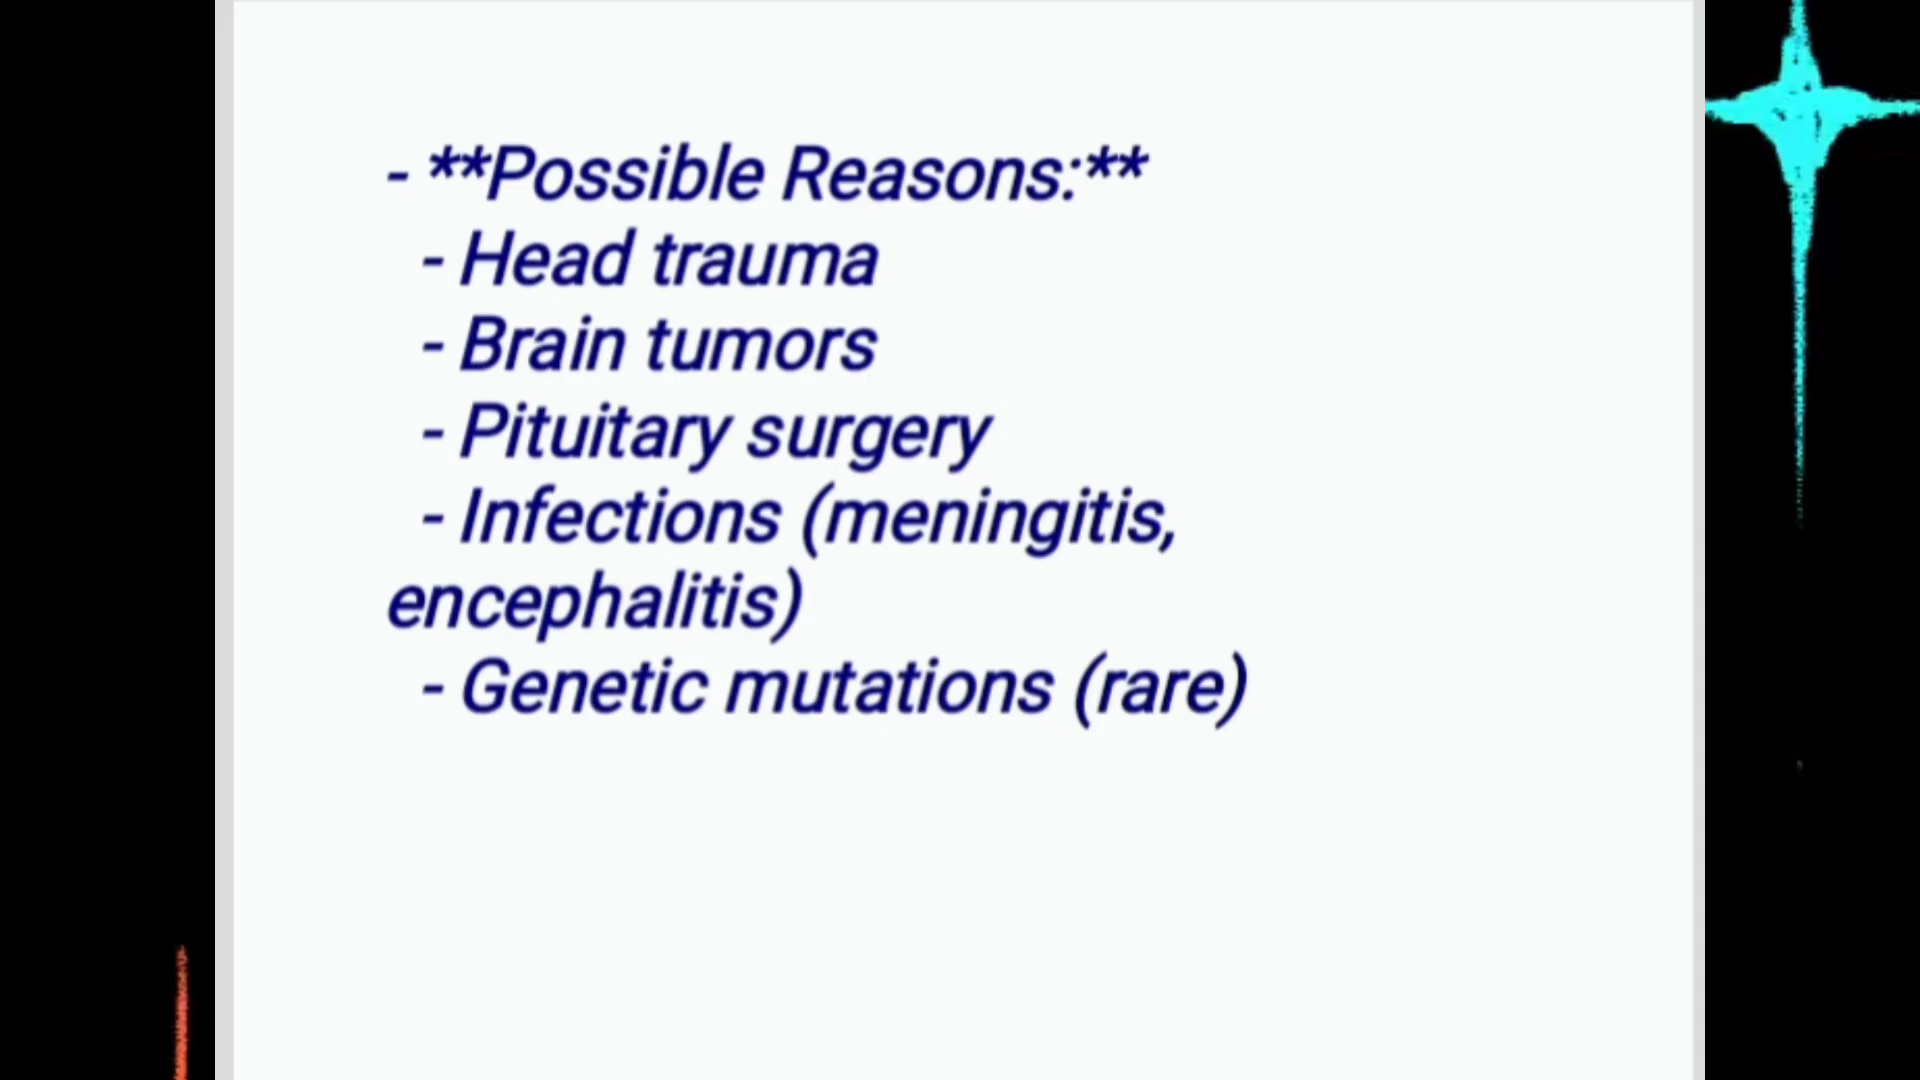 - **Possible Reasons:**
- Head trauma
- Brain tumors
- Pituitary surgery
- Infections (meningitis,
encephalitis)
- Genetic mutations (rare)